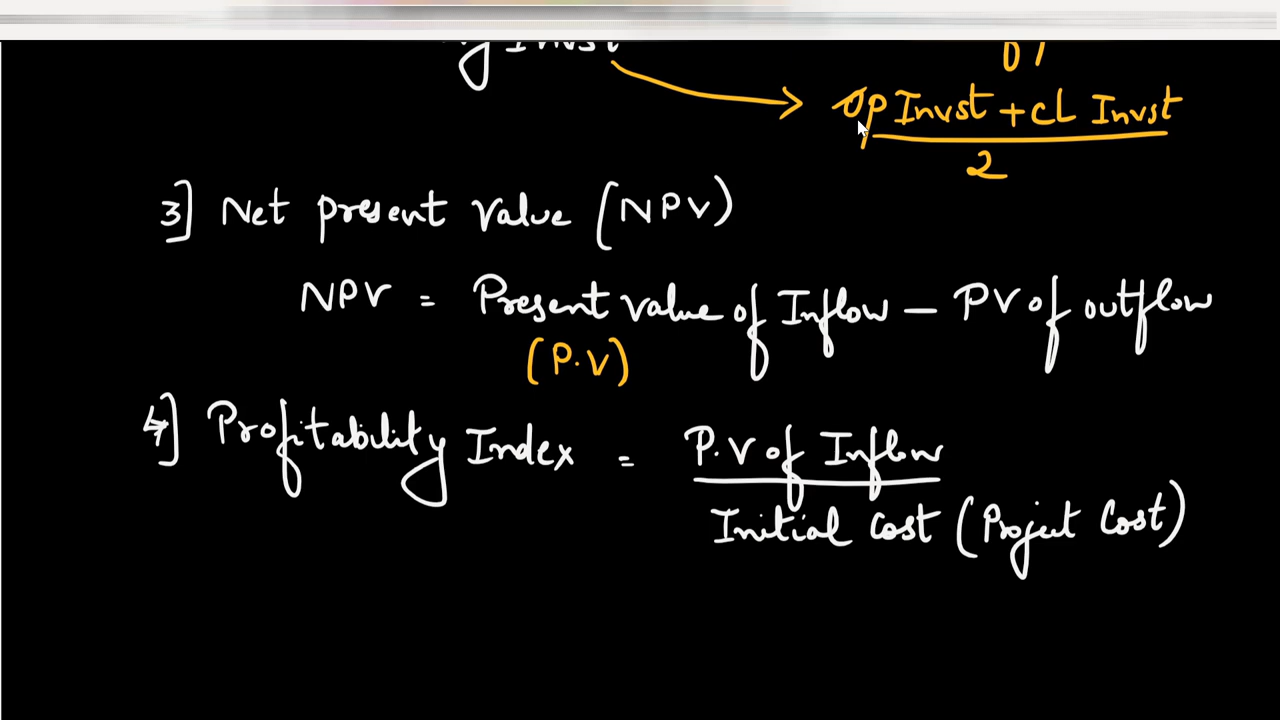 Invst
Op Invst + CL Invst
2
3] Net present Value (NPV)
NPV = Present value of Inflow – PV of outflow
(P.V)
4] Profitability Index = P.V of Inflow
Initial Cost (Project Cost)